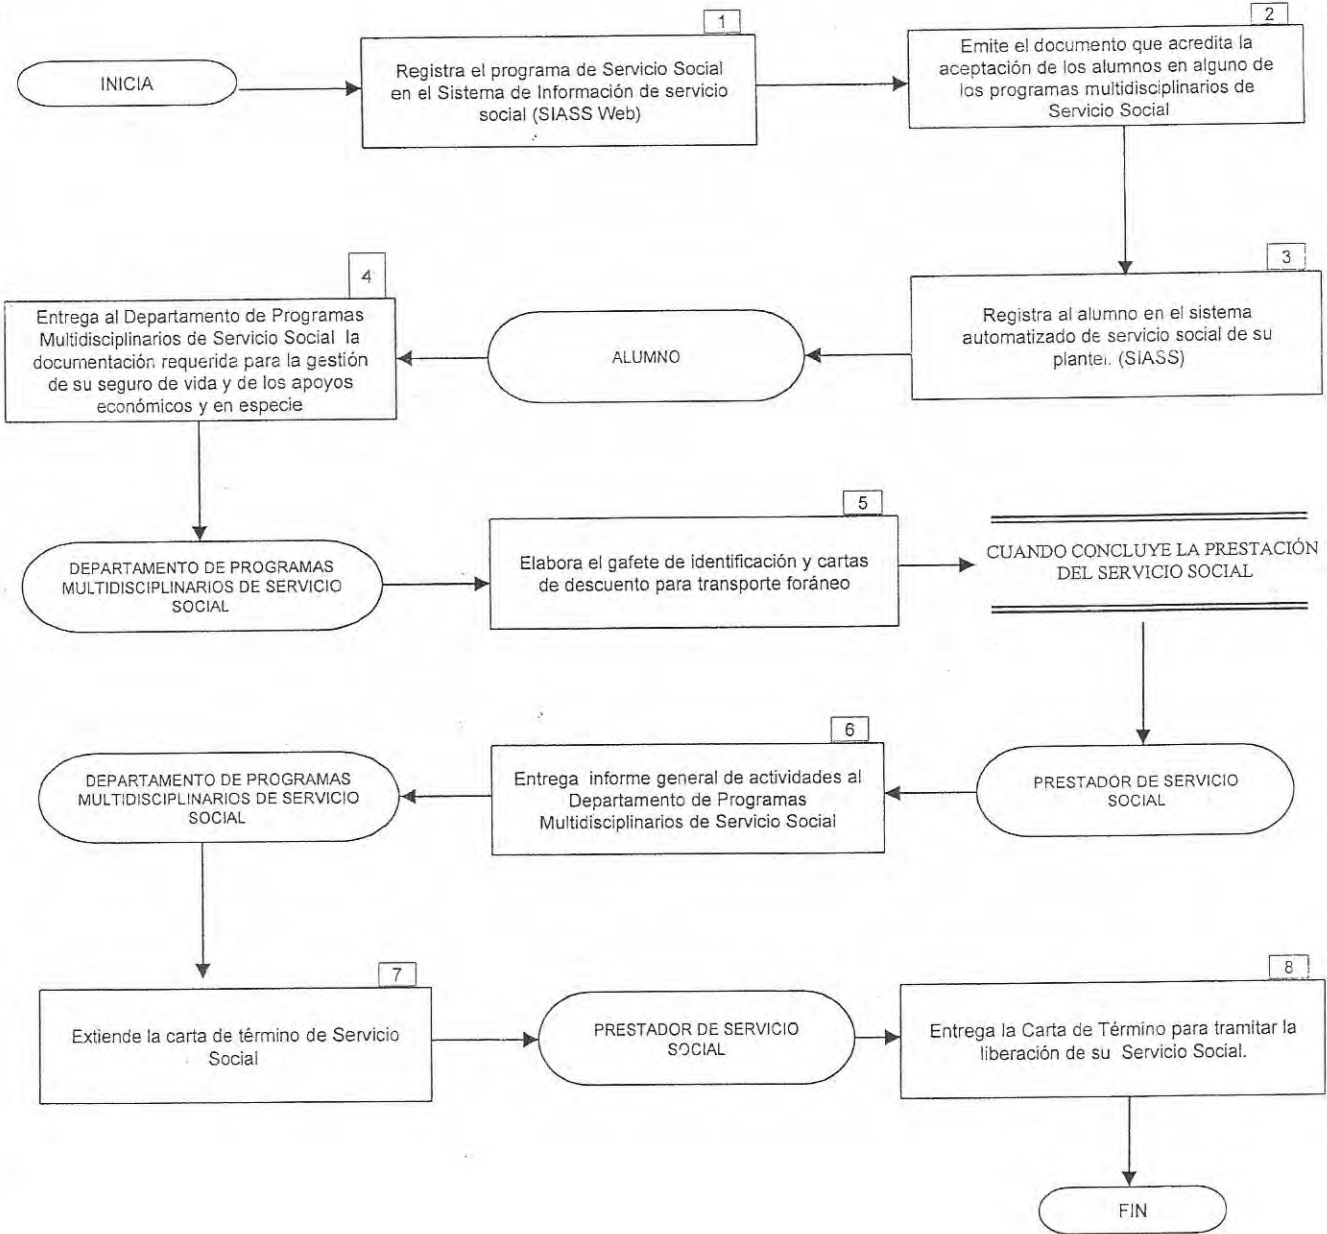 INICIA
1
Registra el programa de Servicio Social
en el Sistema de Información de servicio
social (SIASS Web)
2
Emite el documento que acredita la
aceptación de los alumnos en alguno de
los programas multidisciplinarios de
Servicio Social
3
Registra al alumno en el sistema
automatizado de servicio social de su
plantel. (SIASS)
ALUMNO
4
Entrega al Departamento de Programas
Multidisciplinarios de Servicio Social la
documentación requerida para la gestión
de su seguro de vida y de los apoyos
económicos y en especie
DEPARTAMENTO DE PROGRAMAS
MULTIDISCIPLINARIOS DE SERVICIO
SOCIAL
5
Elabora el gafete de identificación y cartas
de descuento para transporte foráneo
CUANDO CONCLUYE LA PRESTACIÓN
DEL SERVICIO SOCIAL
PRESTADOR DE SERVICIO
SOCIAL
6
Entrega informe general de actividades al
Departamento de Programas
Multidisciplinarios de Servicio Social
DEPARTAMENTO DE PROGRAMAS
MULTIDISCIPLINARIOS DE SERVICIO
SOCIAL
7
Extiende la carta de término de Servicio
Social
PRESTADOR DE SERVICIO
SOCIAL
8
Entrega la Carta de Término para tramitar la
liberación de su Servicio Social.
FIN